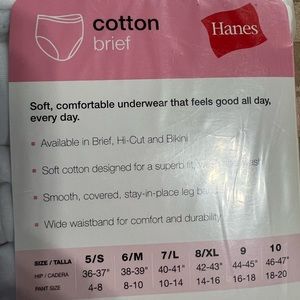 cotton
brief
Hanes
Soft, comfortable underwear that feels good all day,
every day.
Available in Brief, Hi-Cut and Bikini
Soft cotton designed for a superb fit,
Smooth, covered, stay-in-place leg
Wide waistband for comfort and durability
SIZE / TALLA 5/S 6/M 7/L 8/XL 9 10
HIP / CADERA 36-37" 38-39" 40-41" 42-43" 44-45" 46-47"
PANT SIZE 4-8 8-10 10-14 14-16 16-18 18-20